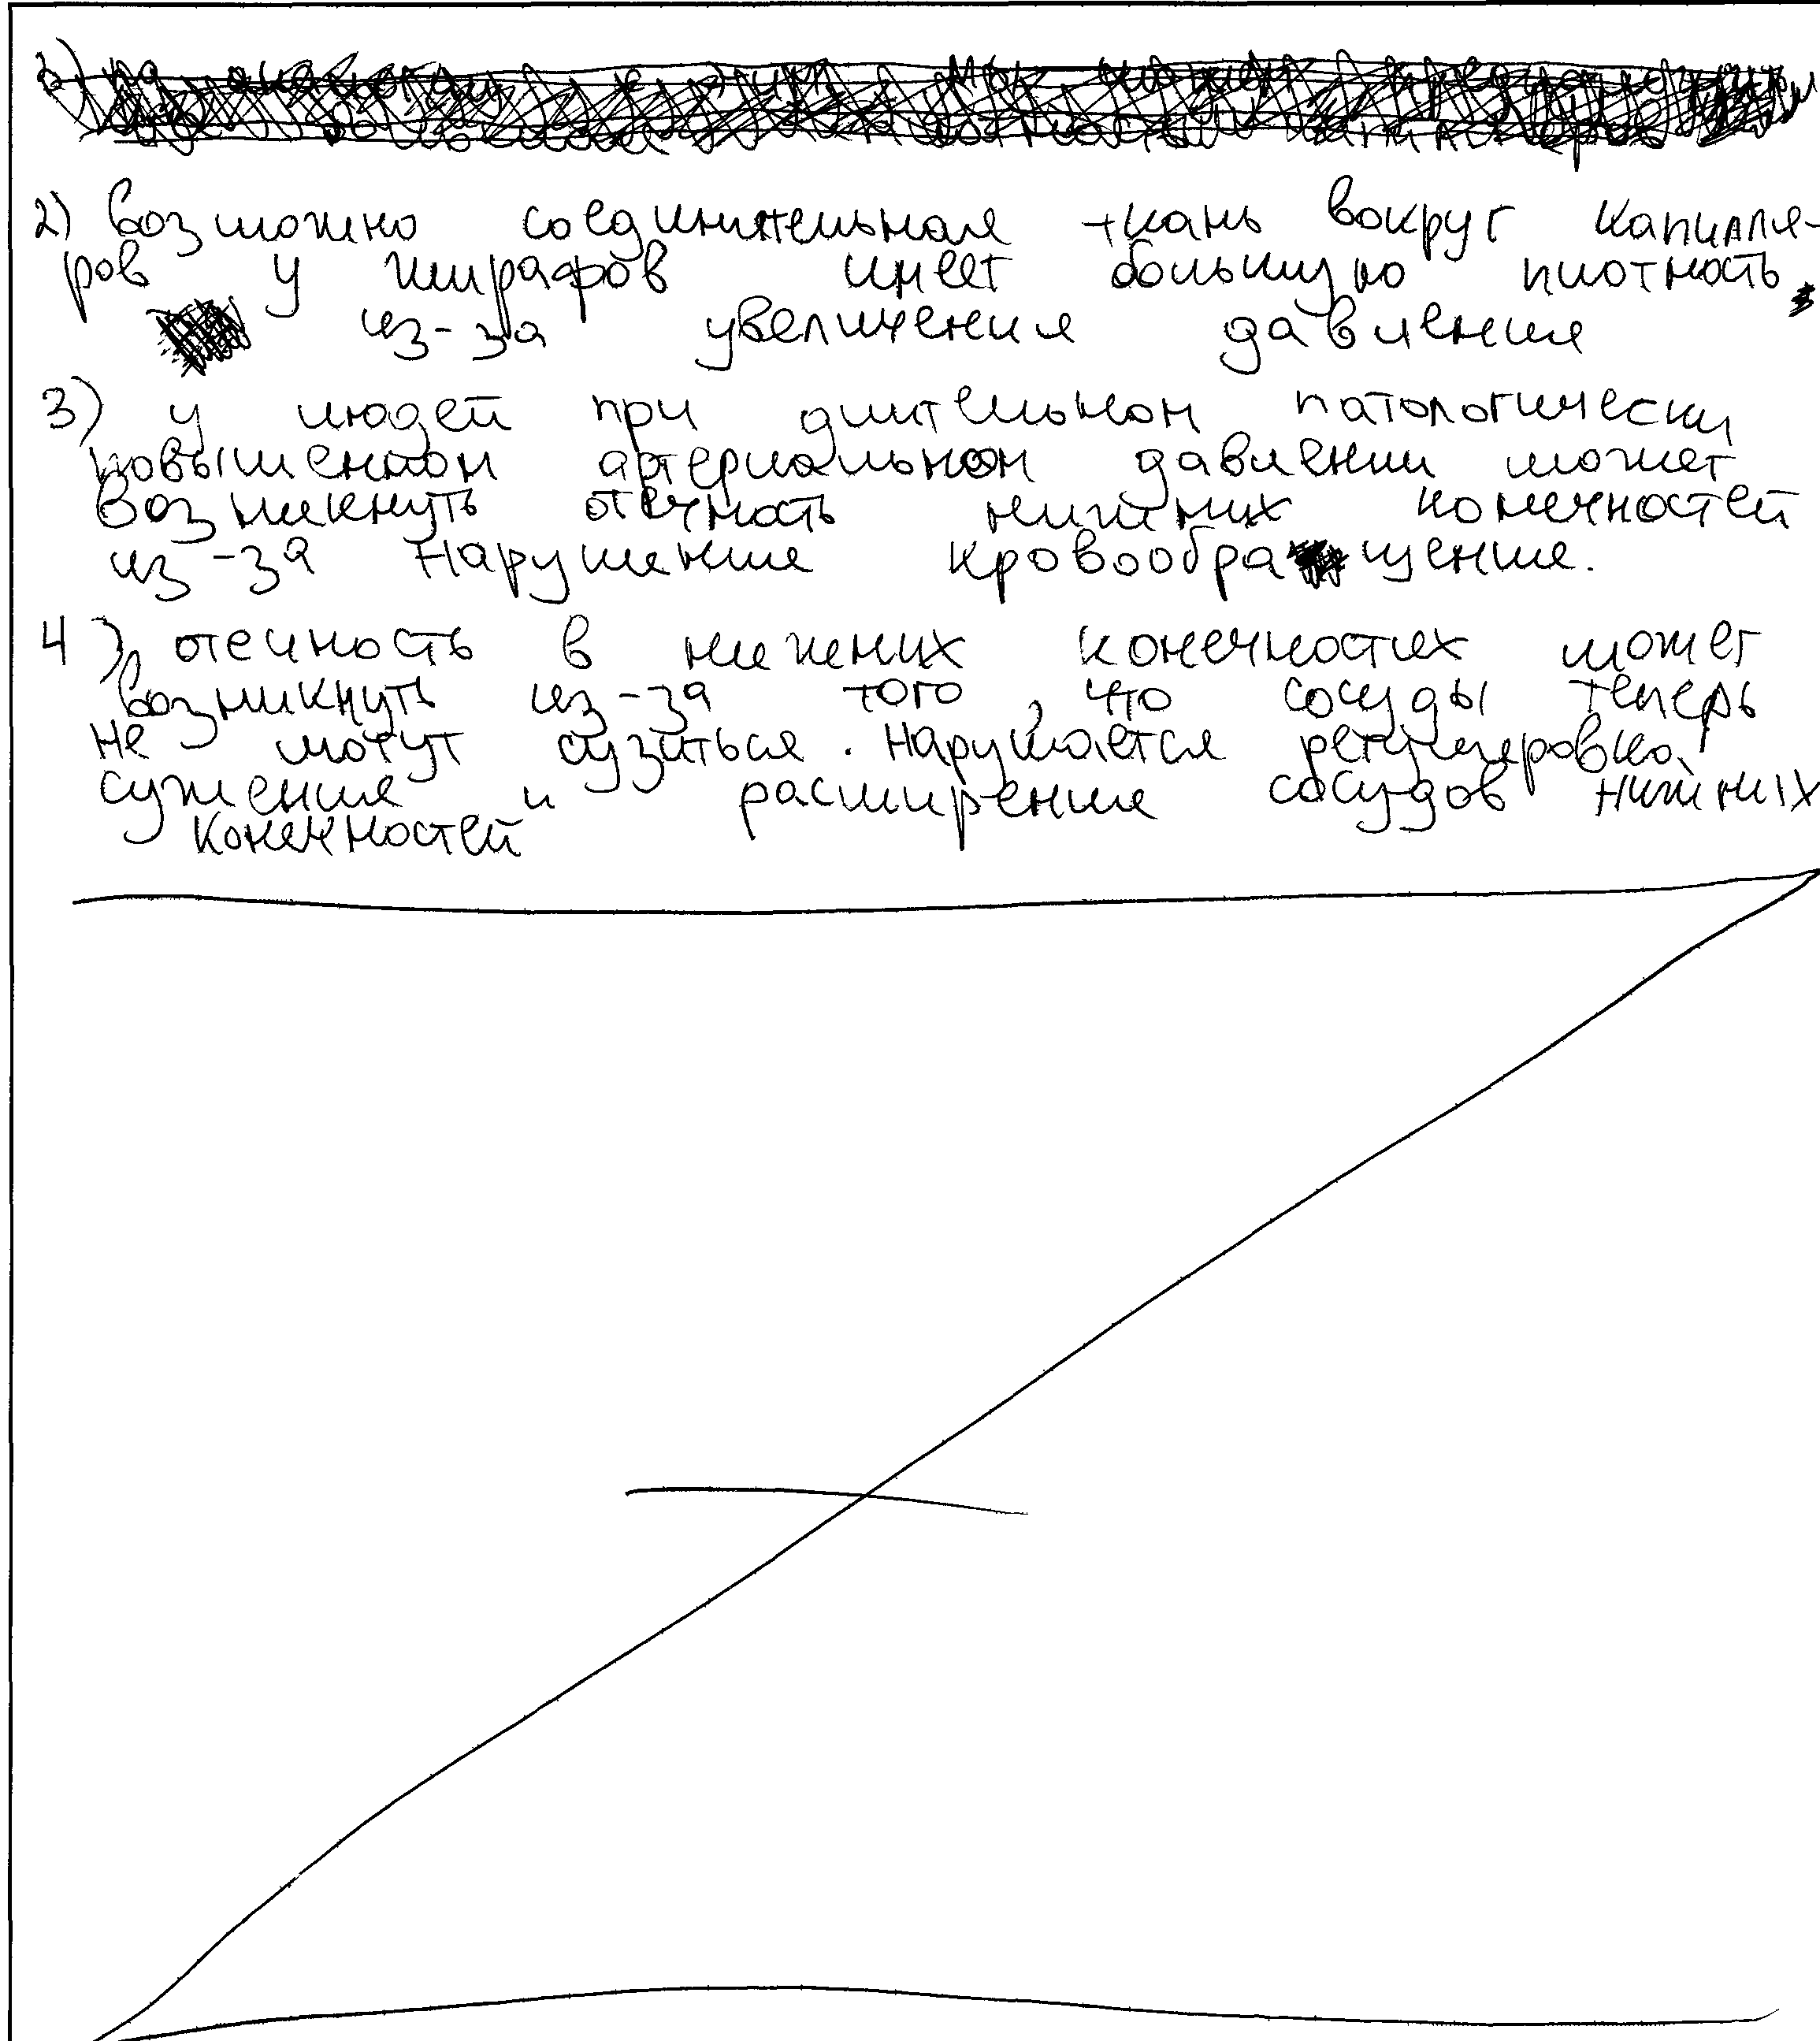 2) возможно соединительная ткань вокруг капилля-
ров у жирафов имеет большую плотность
из-за увеличения давления
3) у людей при длительном патологически
повышенном артериальном давлении может
возникнуть отечность нижних конечностей
из-за нарушение кровообращение.
4) отечность в нижних конечностях может
возникнуть из-за того, что сосуды теперь
не могут сузиться. нарушается регулировка
сужение и расширение сосудов нижних
конечностей